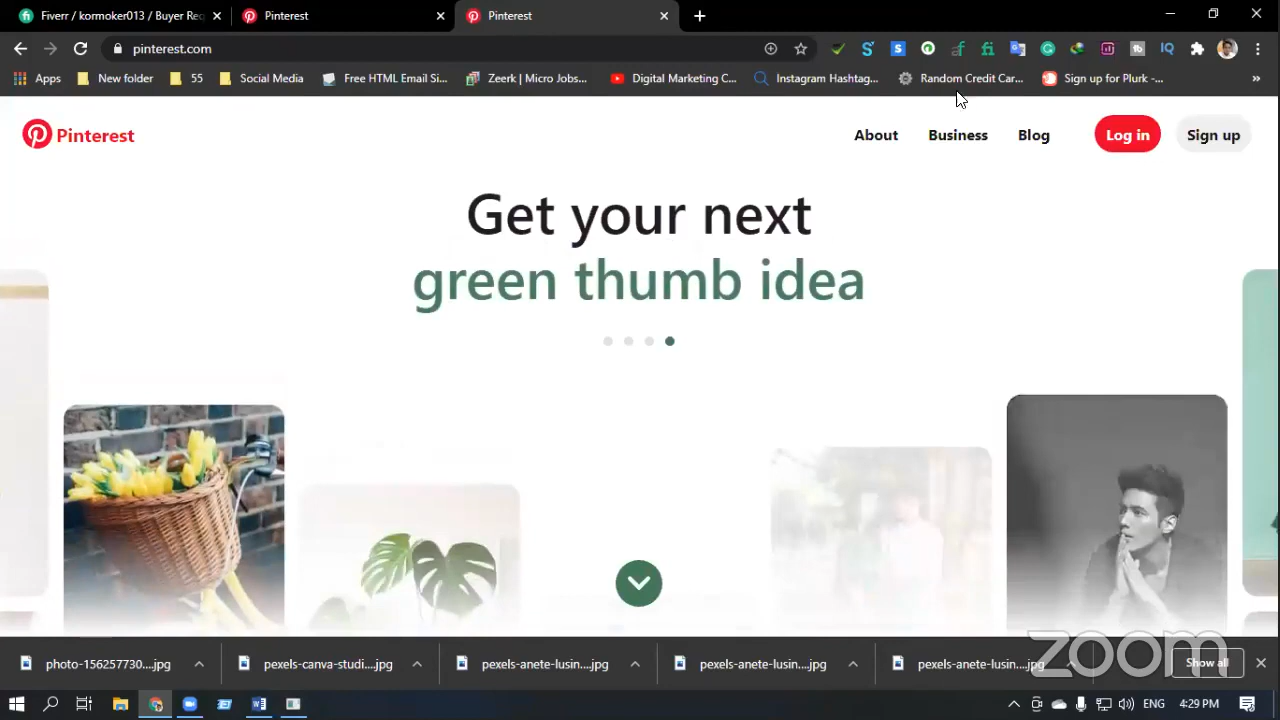 Fiverr / kormoker013 / Buyer Req
Pinterest
Pinterest
pinterest.com
Apps
New folder
55
Social Media
Free HTML Email Si...
Zeerk | Micro Jobs...
Digital Marketing C...
Instagram Hashtag...
Random Credit Car...
Sign up for Plurk -...
Pinterest
About
Business
Blog
Log in
Sign up
Get your next
green thumb idea
photo-156257730....jpg
pexels-canva-studi....jpg
pexels-anete-lusin....jpg
pexels-anete-lusin....jpg
pexels-anete-lusin....jpg
Show all
zoom
ENG
4:29 PM